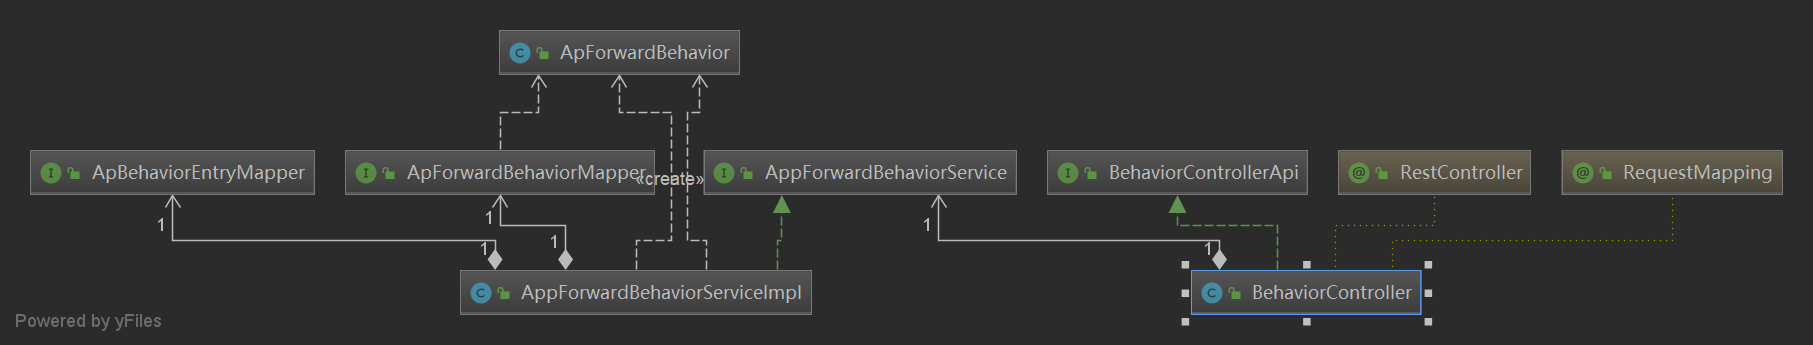 C ApForwardBehavior
I ApBehaviorEntryMapper
I ApForwardBehaviorMapper
«create»
I AppForwardBehaviorService
I BehaviorControllerApi
@ RestController
@ RequestMapping
1
1
1
1
1
1
C AppForwardBehaviorServiceImpl
C BehaviorController
Powered by yFiles